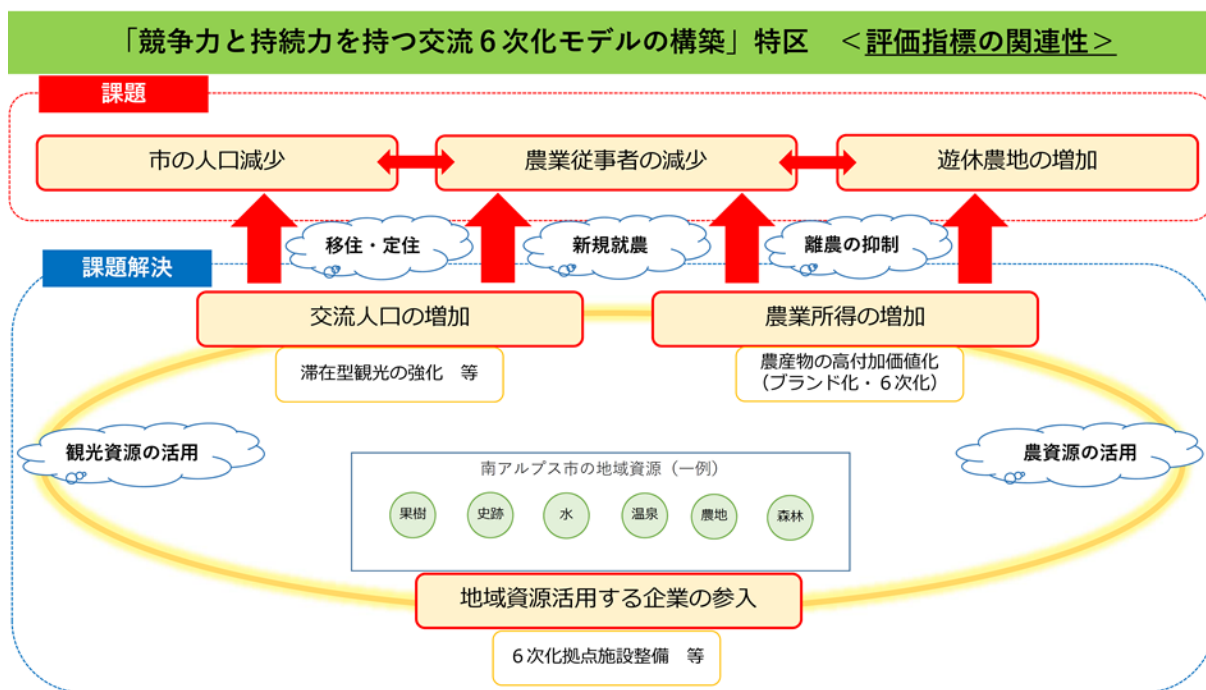 「競争力と持続力を持つ交流６次化モデルの構築」特区　＜評価指標の関連性＞
課題
市の人口減少
農業従事者の減少
遊休農地の増加
移住・定住
新規就農
離農の抑制
課題解決
交流人口の増加
農業所得の増加
滞在型観光の強化　等
農産物の高付加価値化
（ブランド化・６次化）
観光資源の活用
農資源の活用
南アルプス市の地域資源（一例）
果樹
史跡
水
温泉
農地
森林
地域資源活用する企業の参入
６次化拠点施設整備　等